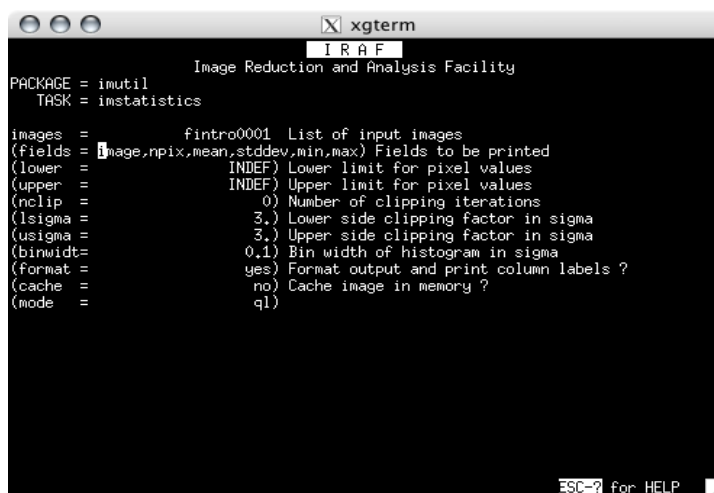 X xgterm
I R A F
Image Reduction and Analysis Facility
PACKAGE = imutil
TASK = imstatistics
images = fintro0001 List of input images
(fields = image,npix,mean,stddev,min,max) Fields to be printed
(lower = INDEF) Lower limit for pixel values
(upper = INDEF) Upper limit for pixel values
(nclip = 0) Number of clipping iterations
(lsigma = 3.) Lower side clipping factor in sigma
(usigma = 3.) Upper side clipping factor in sigma
(binwidt= 0.1) Bin width of histogram in sigma
(format = yes) Format output and print column labels ?
(cache = no) Cache image in memory ?
(mode = ql)
ESC-? for HELP